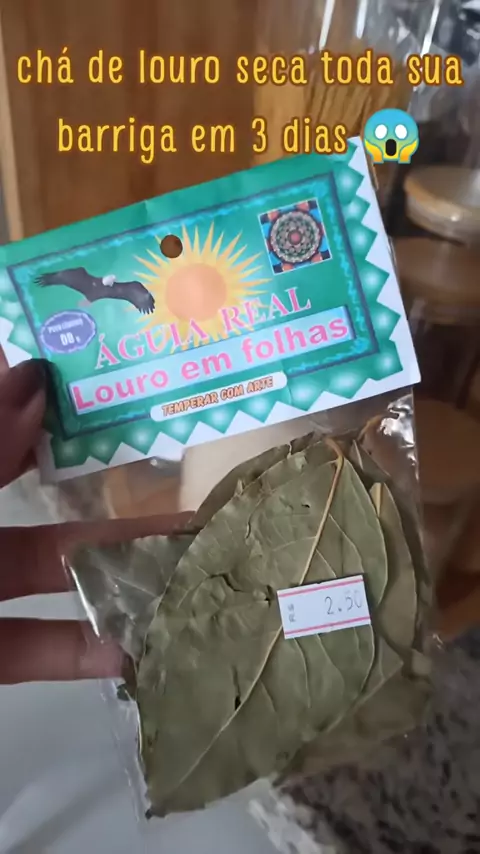 chá de louro seca toda sua
barriga em 3 dias 😱
ÁGUIA REAL
Louro em folhas
TEMPERAR COM ARTE
08 g
R$ 2.50